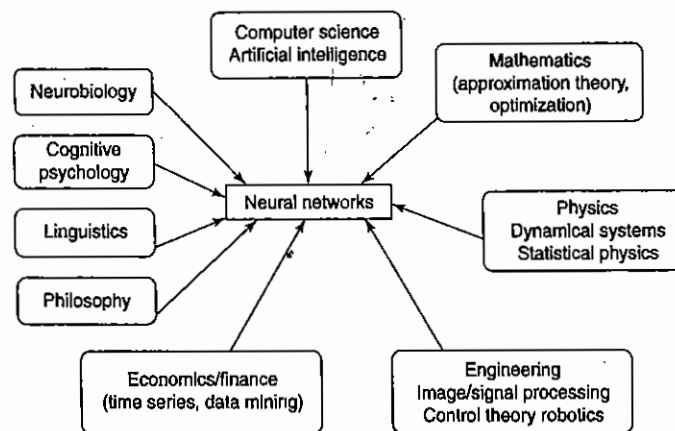 Computer science
Artificial intelligence
Mathematics
(approximation theory,
optimization)
Neurobiology
Cognitive
psychology
Neural networks
Linguistics
Physics
Dynamical systems
Statistical physics
Philosophy
Economics/finance
(time series, data mining)
Engineering
Image/signal processing
Control theory robotics